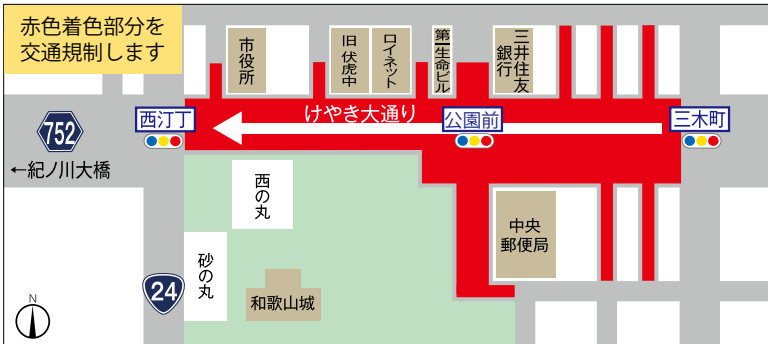 赤色着色部分を
交通規制します
市役所
旧伏虎中
ロイネット
第一生命ビル
三井住友
銀行
西汀丁
けやき大通り
公園前
三木町
752
←紀ノ川大橋
西の丸
砂の丸
中央
郵便局
24
和歌山城
N